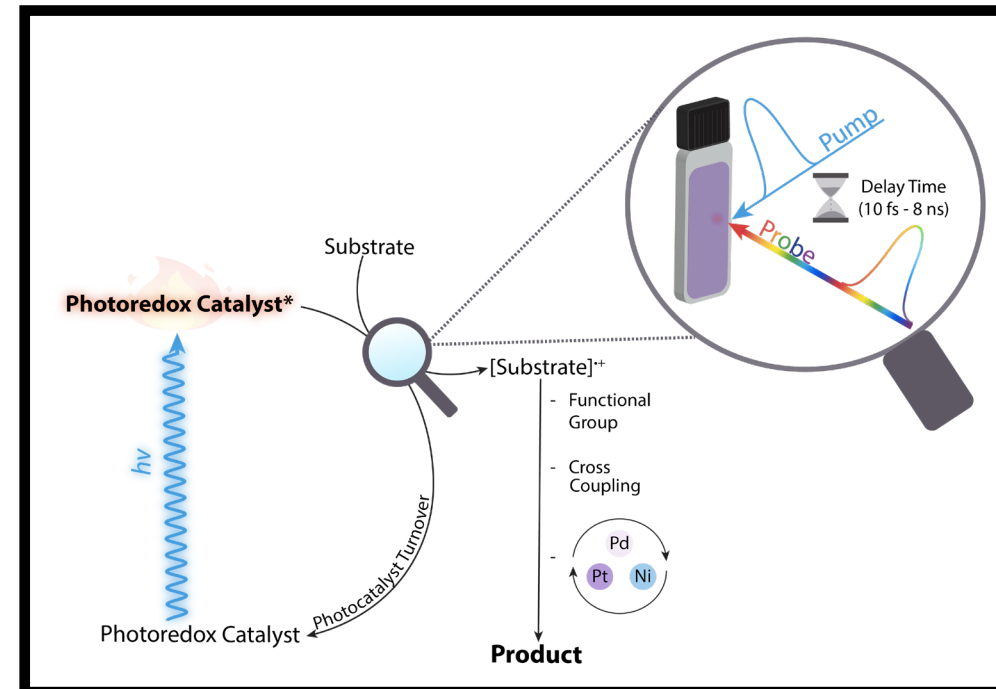 Pump
Delay Time
(10 fs - 8 ns)
Probe
Substrate
Photoredox Catalyst*
[Substrate]•+
- Functional
Group
hν
- Cross
Coupling
Photocatalyst Turnover
-
Pd
Pt
Ni
Photoredox Catalyst
Product